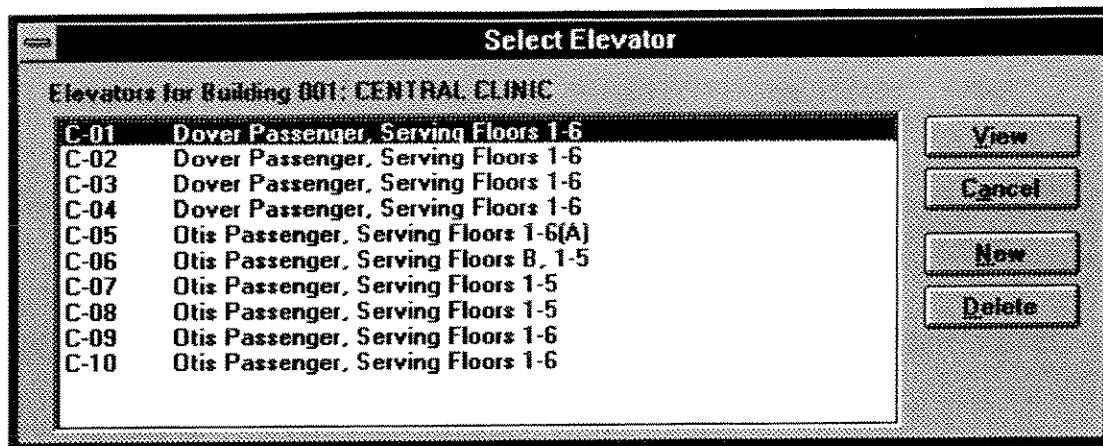 Select Elevator
Elevators for Building 001: CENTRAL CLINIC
C-01 Dover Passenger, Serving Floors 1-6
C-02 Dover Passenger, Serving Floors 1-6
C-03 Dover Passenger, Serving Floors 1-6
C-04 Dover Passenger, Serving Floors 1-6
C-05 Otis Passenger, Serving Floors 1-6(A)
C-06 Otis Passenger, Serving Floors B, 1-5
C-07 Otis Passenger, Serving Floors 1-5
C-08 Otis Passenger, Serving Floors 1-5
C-09 Otis Passenger, Serving Floors 1-6
C-10 Otis Passenger, Serving Floors 1-6
View
Cancel
New
Delete